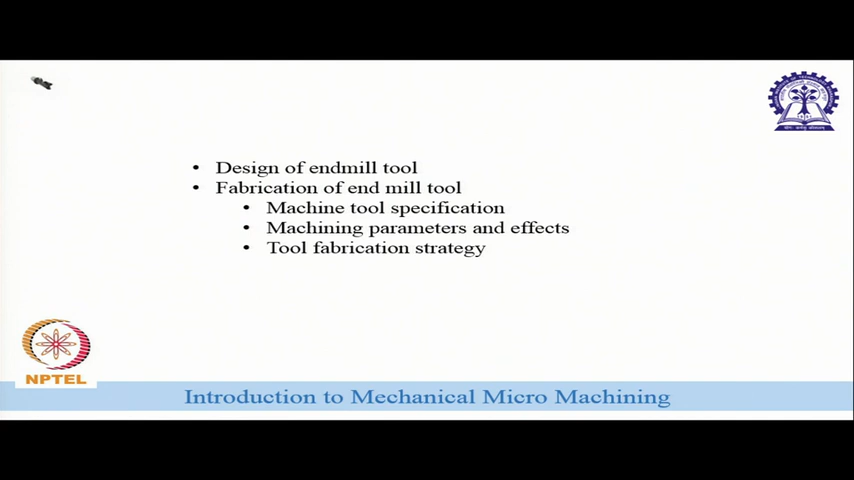 • Design of endmill tool
• Fabrication of end mill tool
• Machine tool specification
• Machining parameters and effects
• Tool fabrication strategy
NPTEL
Introduction to Mechanical Micro Machining